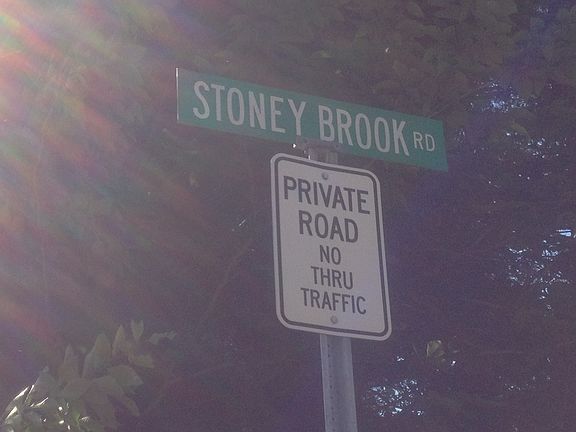 STONEY BROOK RD
PRIVATE
ROAD
NO
THRU
TRAFFIC